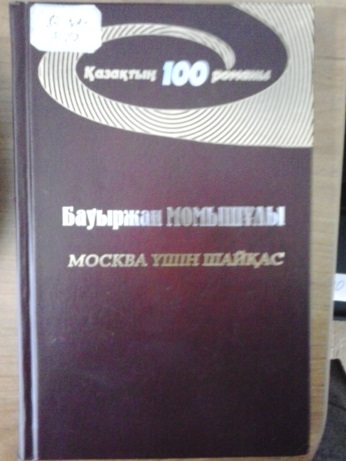 Қазақтың 100 романы
Бауыржан МОМЫШҰЛЫ
МОСКВА ҮШІН ШАЙҚАС